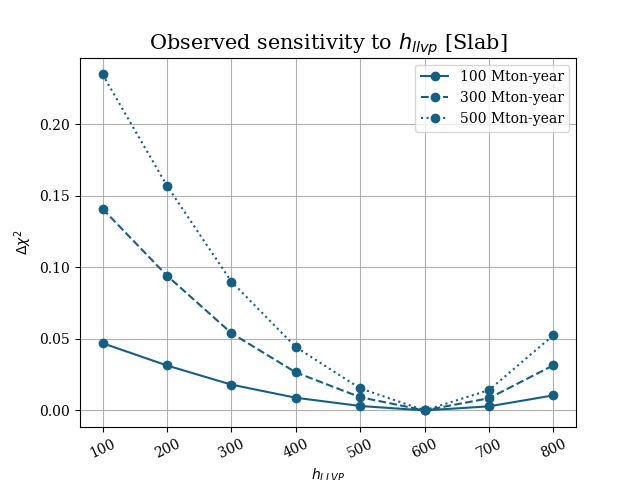 Observed sensitivity to h_llvp [Slab]
100 Mton-year
300 Mton-year
500 Mton-year
Δχ²
0.20
0.15
0.10
0.05
0.00
100 200 300 400 500 600 700 800
h_LLVP